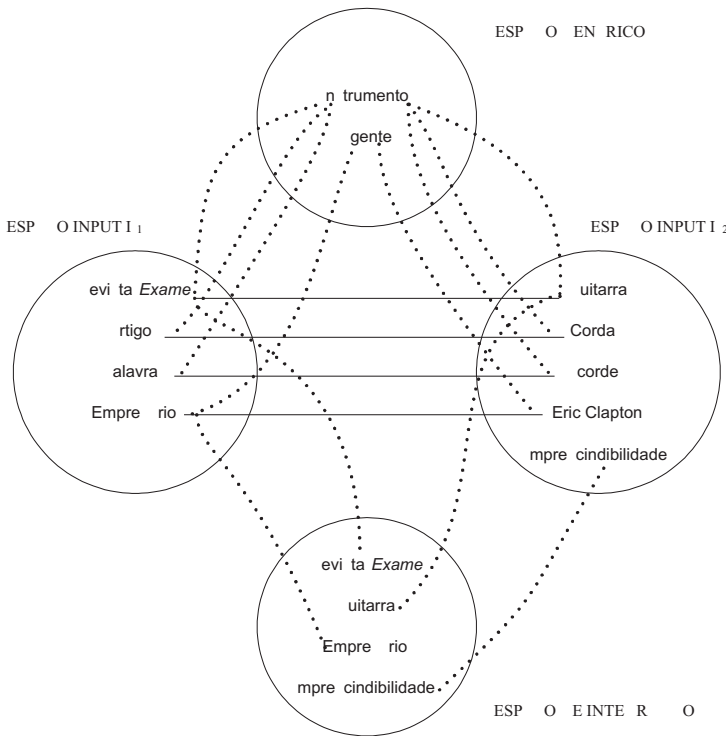 ESP O EN RICO
n trumento
gente
ESP O INPUT I 1
ESP O INPUT I 2
evi ta Exame
rtigo
alavra
Empre rio
uitarra
Corda
corde
Eric Clapton
mpre cindibilidade
evi ta Exame
uitarra
Empre rio
mpre cindibilidade
ESP O E INTE R O